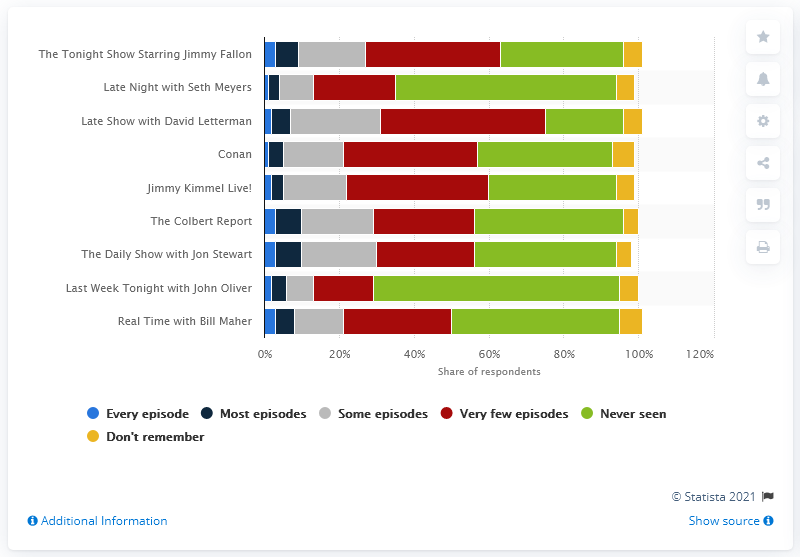 The Tonight Show Starring Jimmy Fallon
Late Night with Seth Meyers
Late Show with David Letterman
Conan
Jimmy Kimmel Live!
The Colbert Report
The Daily Show with Jon Stewart
Last Week Tonight with John Oliver
Real Time with Bill Maher
0% 20% 40% 60% 80% 100% 120%
Share of respondents
Every episode Most episodes Some episodes Very few episodes Never seen
Don't remember
© Statista 2021
Additional Information Show source